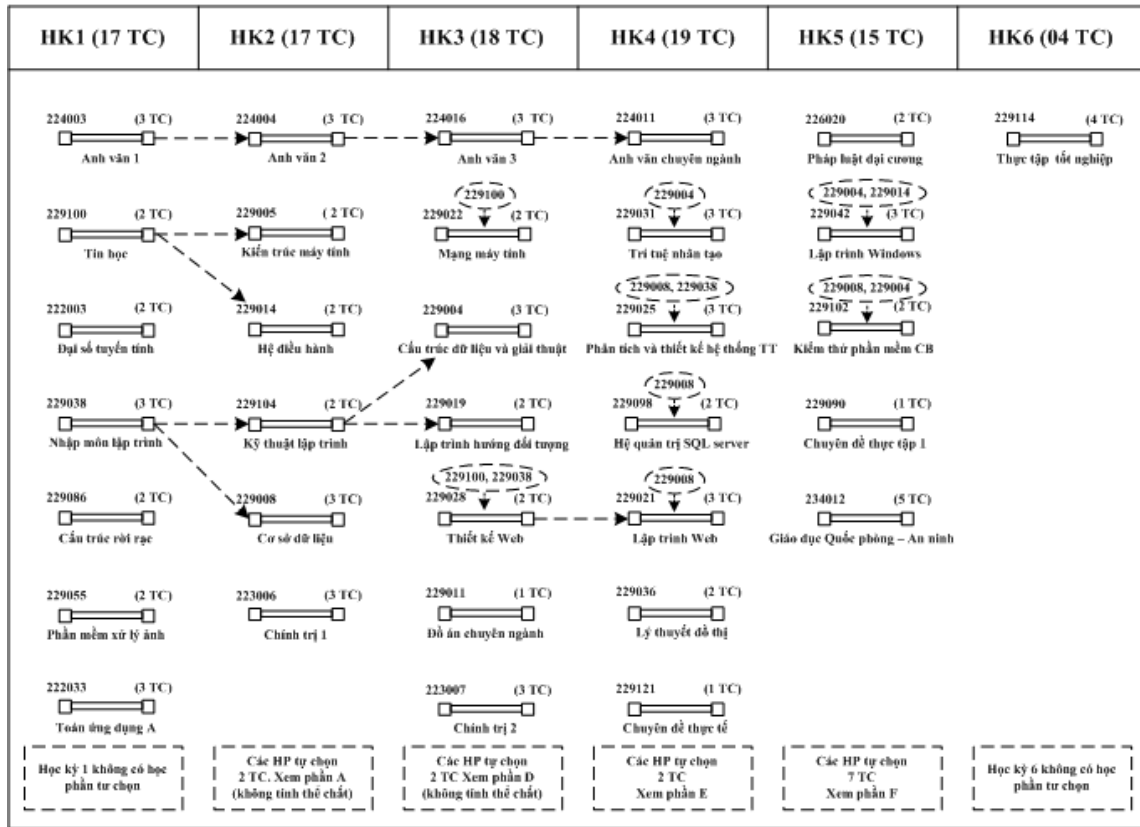 HK1 (17 TC)
HK2 (17 TC)
HK3 (18 TC)
HK4 (19 TC)
HK5 (15 TC)
HK6 (04 TC)
224003 (3 TC)
Anh văn 1
224004 (3 TC)
Anh văn 2
224016 (3 TC)
Anh văn 3
224011 (3 TC)
Anh văn chuyên ngành
226020 (2 TC)
Pháp luật đại cương
229114 (4 TC)
Thực tập tốt nghiệp
229100 (2 TC)
Tin học
229005 ( 2 TC)
Kiến trúc máy tính
229100
229022 (2 TC)
Mạng máy tính
229004
229031 (3 TC)
Trí tuệ nhân tạo
229004, 229014
229042 (3 TC)
Lập trình Windows
222003 (2 TC)
Đại số tuyến tính
229014 (2 TC)
Hệ điều hành
229004 (3 TC)
Cấu trúc dữ liệu và giải thuật
229008, 229038
229025 (3 TC)
Phân tích và thiết kế hệ thống TT
229008, 229004
229102 (2 TC)
Kiểm thử phần mềm CB
229038 (3 TC)
Nhập môn lập trình
229104 (2 TC)
Kỹ thuật lập trình
229019 (2 TC)
Lập trình hướng đối tượng
229008
229098 (2 TC)
Hệ quản trị SQL server
229090 (1 TC)
Chuyên đề thực tập 1
229086 (2 TC)
Cấu trúc rời rạc
229008 (3 TC)
Cơ sở dữ liệu
229100, 229038
229028 (2 TC)
Thiết kế Web
229008
229021 (3 TC)
Lập trình Web
234012 (5 TC)
Giáo dục Quốc phòng – An ninh
229055 (2 TC)
Phần mềm xử lý ảnh
223006 (3 TC)
Chính trị 1
229011 (1 TC)
Đồ án chuyên ngành
229036 (2 TC)
Lý thuyết đồ thị
222033 (3 TC)
Toán ứng dụng A
223007 (3 TC)
Chính trị 2
229121 (1 TC)
Chuyên đề thực tế
Học kỳ 1 không có học
phần tư chọn
Các HP tự chọn
2 TC. Xem phần A
(không tính thể chất)
Các HP tự chọn
2 TC Xem phần D
(không tính thể chất)
Các HP tự chọn
2 TC
Xem phần E
Các HP tự chọn
7 TC
Xem phần F
Học kỳ 6 không có học
phần tư chọn